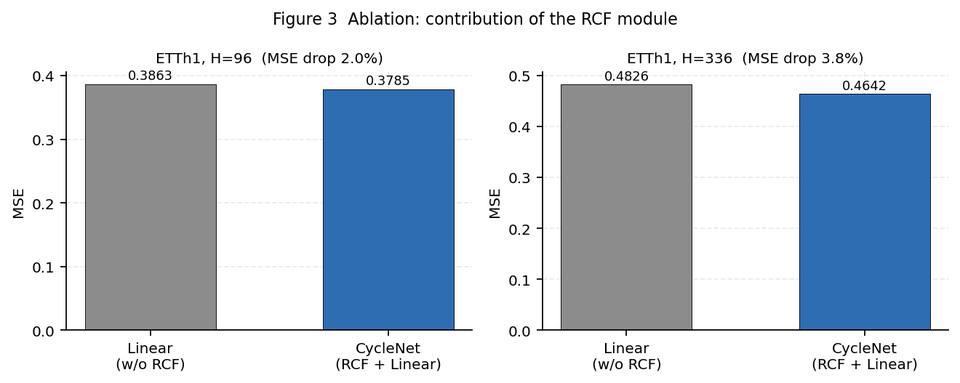 Figure 3  Ablation: contribution of the RCF module
ETTh1, H=96  (MSE drop 2.0%)
MSE
0.4
0.3
0.2
0.1
0.0
0.3863
0.3785
Linear
(w/o RCF)
CycleNet
(RCF + Linear)
ETTh1, H=336  (MSE drop 3.8%)
MSE
0.5
0.4
0.3
0.2
0.1
0.0
0.4826
0.4642
Linear
(w/o RCF)
CycleNet
(RCF + Linear)